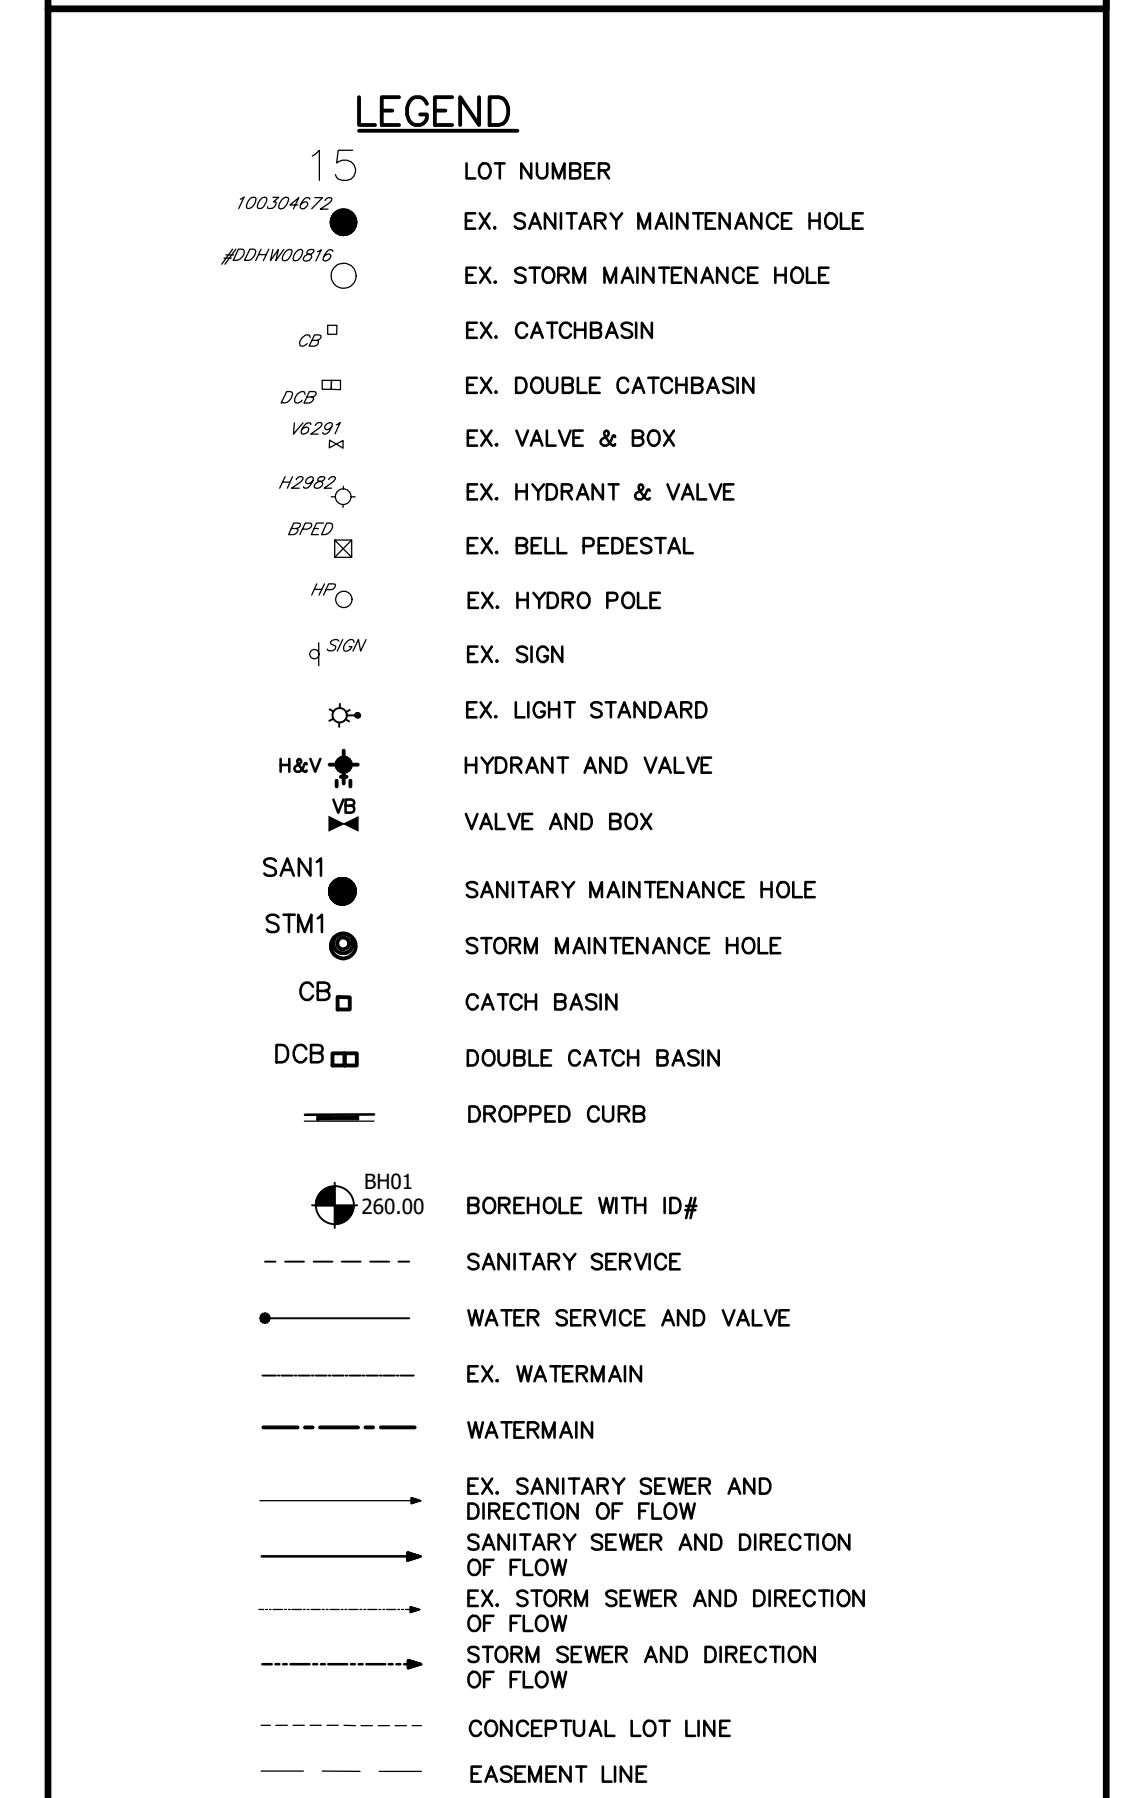 LEGEND
15 LOT NUMBER
100304672 EX. SANITARY MAINTENANCE HOLE
#DDHW00816 EX. STORM MAINTENANCE HOLE
CB EX. CATCHBASIN
DCB EX. DOUBLE CATCHBASIN
V6291 EX. VALVE & BOX
H2982 EX. HYDRANT & VALVE
BPED EX. BELL PEDESTAL
HP EX. HYDRO POLE
SIGN EX. SIGN
EX. LIGHT STANDARD
H&V HYDRANT AND VALVE
VB VALVE AND BOX
SAN1 SANITARY MAINTENANCE HOLE
STM1 STORM MAINTENANCE HOLE
CB CATCH BASIN
DCB DOUBLE CATCH BASIN
DROPPED CURB
BH01
260.00 BOREHOLE WITH ID#
SANITARY SERVICE
WATER SERVICE AND VALVE
EX. WATERMAIN
WATERMAIN
EX. SANITARY SEWER AND
DIRECTION OF FLOW
SANITARY SEWER AND DIRECTION
OF FLOW
EX. STORM SEWER AND DIRECTION
OF FLOW
STORM SEWER AND DIRECTION
OF FLOW
CONCEPTUAL LOT LINE
EASEMENT LINE